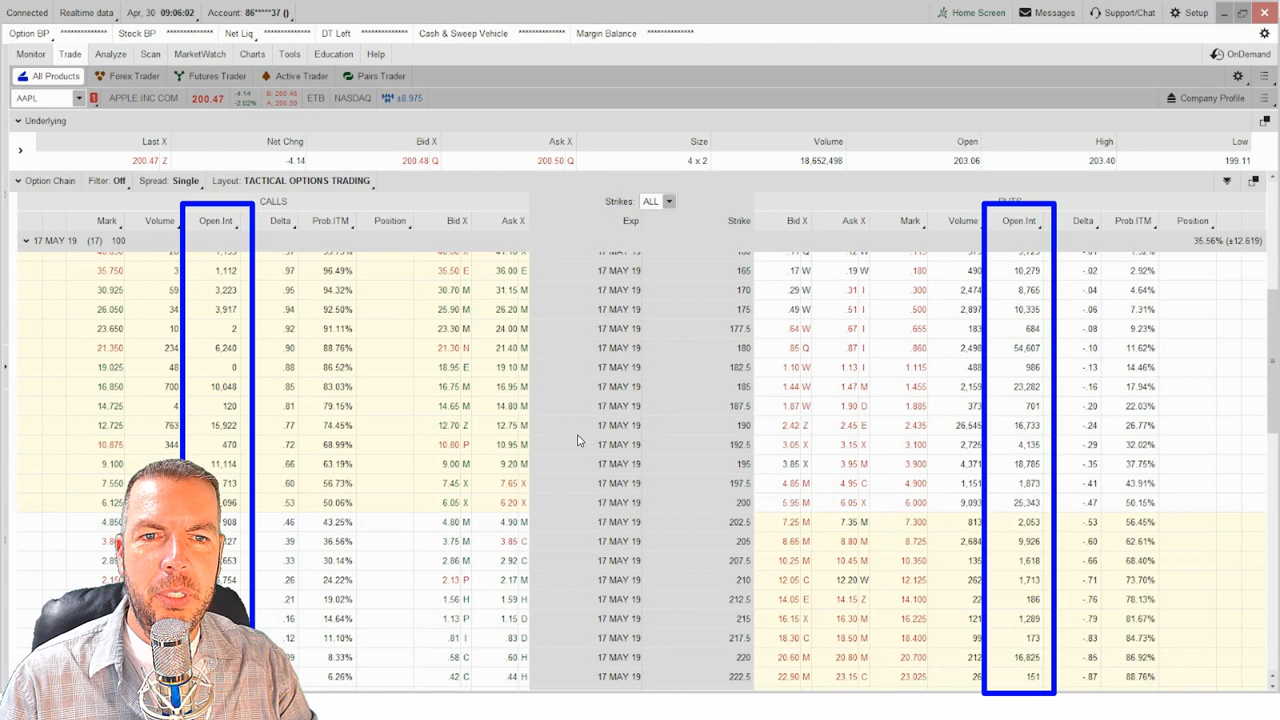 Connected Realtime data Apr, 30 09:06:02 Account: 86*****37 () Home Screen Messages Support/Chat Setup
Option BP ************* Stock BP ************* Net Liq ************* DT Left ************* Cash & Sweep Vehicle ************* Margin Balance *************
Monitor Trade Analyze Scan MarketWatch Charts Tools Education Help OnDemand
All Products Forex Trader Futures Trader Active Trader Pairs Trader
AAPL 1 APPLE INC COM 200.47 -4.14 -2.02% B: 200.48 A: 200.50 ETB NASDAQ ±8.975 Company Profile
Underlying
Last X Net Chng Bid X Ask X Size Volume Open High Low
200.47 Z -4.14 200.48 Q 200.50 Q 4 x 2 18,652,498 203.06 203.40 199.11
Option Chain Filter: Off Spread: Single Layout: TACTICAL OPTIONS TRADING
CALLS Strikes: ALL
Mark Volume Open.Int Delta Prob.ITM Position Bid X Ask X Exp Strike Bid X Ask X Mark Volume Open.Int Delta Prob.ITM Position
17 MAY 19 (17) 100 35.56% (±12.619)
35.750 3 1,112 .97 96.49% 35.50 E 36.00 E 17 MAY 19 165 .17 W .19 W .180 490 10,279 -.02 2.92%
30.925 59 3,223 .95 94.32% 30.70 M 31.15 M 17 MAY 19 170 .29 W .31 I .300 2,474 8,765 -.04 4.64%
26.050 34 3,917 .94 92.50% 25.90 M 26.20 M 17 MAY 19 175 .49 W .51 I .500 2,897 10,335 -.06 7.31%
23.650 10 2 .92 91.11% 23.30 M 24.00 M 17 MAY 19 177.5 .64 W .67 I .655 183 684 -.08 9.23%
21.350 234 6,240 .90 88.76% 21.30 N 21.40 M 17 MAY 19 180 .85 Q .87 I .860 2,498 54,607 -.10 11.62%
19.025 48 0 .88 86.52% 18.95 E 19.10 M 17 MAY 19 182.5 1.10 W 1.13 I 1.115 488 986 -.13 14.46%
16.850 700 10,048 .85 83.03% 16.75 M 16.95 M 17 MAY 19 185 1.44 W 1.47 M 1.455 2,159 23,282 -.16 17.94%
14.725 4 120 .81 79.15% 14.65 M 14.80 M 17 MAY 19 187.5 1.87 W 1.90 D 1.885 373 701 -.20 22.03%
12.725 763 15,922 .77 74.45% 12.70 Z 12.75 M 17 MAY 19 190 2.42 Z 2.45 E 2.435 26,545 16,733 -.24 26.77%
10.875 344 470 .72 68.99% 10.80 P 10.95 M 17 MAY 19 192.5 3.05 X 3.15 X 3.100 2,725 4,135 -.29 32.02%
9.100 11,114 .66 63.19% 9.00 M 9.20 M 17 MAY 19 195 3.85 X 3.95 M 3.900 4,371 18,785 -.35 37.75%
7.550 713 .60 56.73% 7.45 X 7.65 X 17 MAY 19 197.5 4.85 M 4.95 C 4.900 1,151 1,873 -.41 43.91%
6.125 096 .53 50.06% 6.05 X 6.20 X 17 MAY 19 200 5.95 M 6.05 X 6.000 9,093 25,343 -.47 50.15%
4.850 908 .46 43.25% 4.80 M 4.90 M 17 MAY 19 202.5 7.25 M 7.35 M 7.300 813 2,053 -.53 56.45%
3.8 127 .39 36.56% 3.75 M 3.85 C 17 MAY 19 205 8.65 M 8.80 M 8.725 2,684 9,926 -.60 62.61%
2.89 653 .33 30.14% 2.86 M 2.92 C 17 MAY 19 207.5 10.25 M 10.45 M 10.350 135 1,618 -.66 68.40%
2.150 ,754 .26 24.22% 2.13 P 2.17 M 17 MAY 19 210 12.05 C 12.20 W 12.125 262 1,713 -.71 73.70%
.21 19.02% 1.56 H 1.59 H 17 MAY 19 212.5 14.05 E 14.15 Z 14.100 22 186 -.76 78.13%
.16 14.64% 1.13 P 1.15 D 17 MAY 19 215 16.15 X 16.30 M 16.225 121 1,289 -.79 81.67%
.12 11.10% .81 I .83 D 17 MAY 19 217.5 18.30 C 18.50 M 18.400 99 173 -.83 84.73%
8.33% .58 C .60 H 17 MAY 19 220 20.60 M 20.80 M 20.700 212 16,825 -.85 86.92%
6.26% .42 C .44 H 17 MAY 19 222.5 22.90 M 23.15 C 23.025 26 151 -.87 88.76%